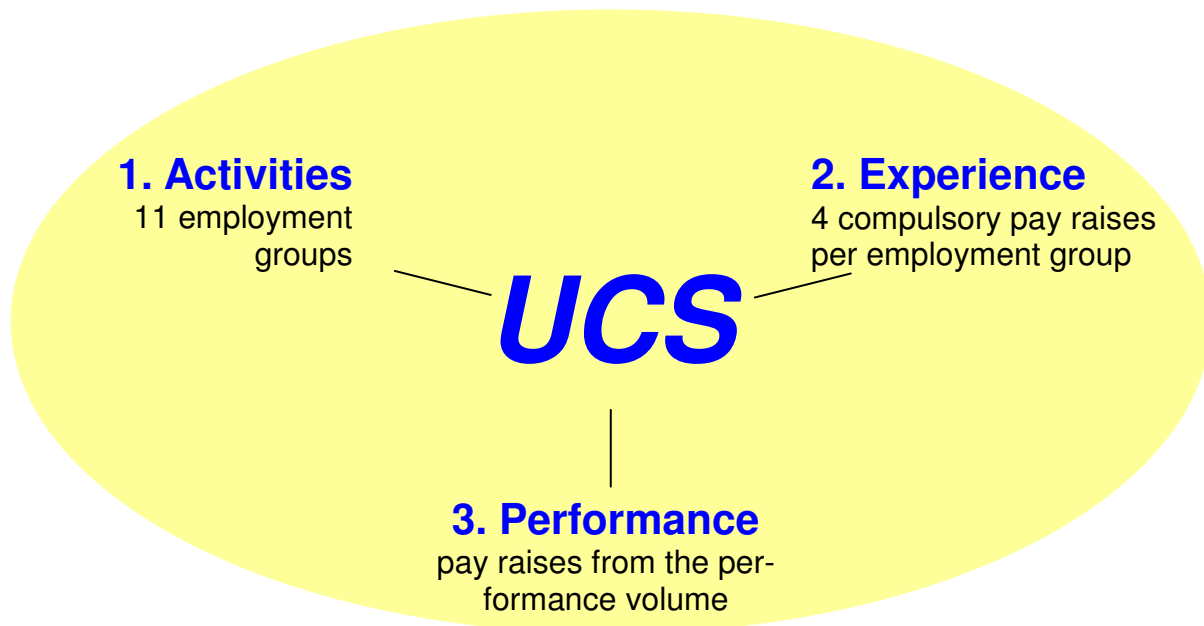 1. Activities
11 employment
groups
2. Experience
4 compulsory pay raises
per employment group
UCS
3. Performance
pay raises from the per-
formance volume